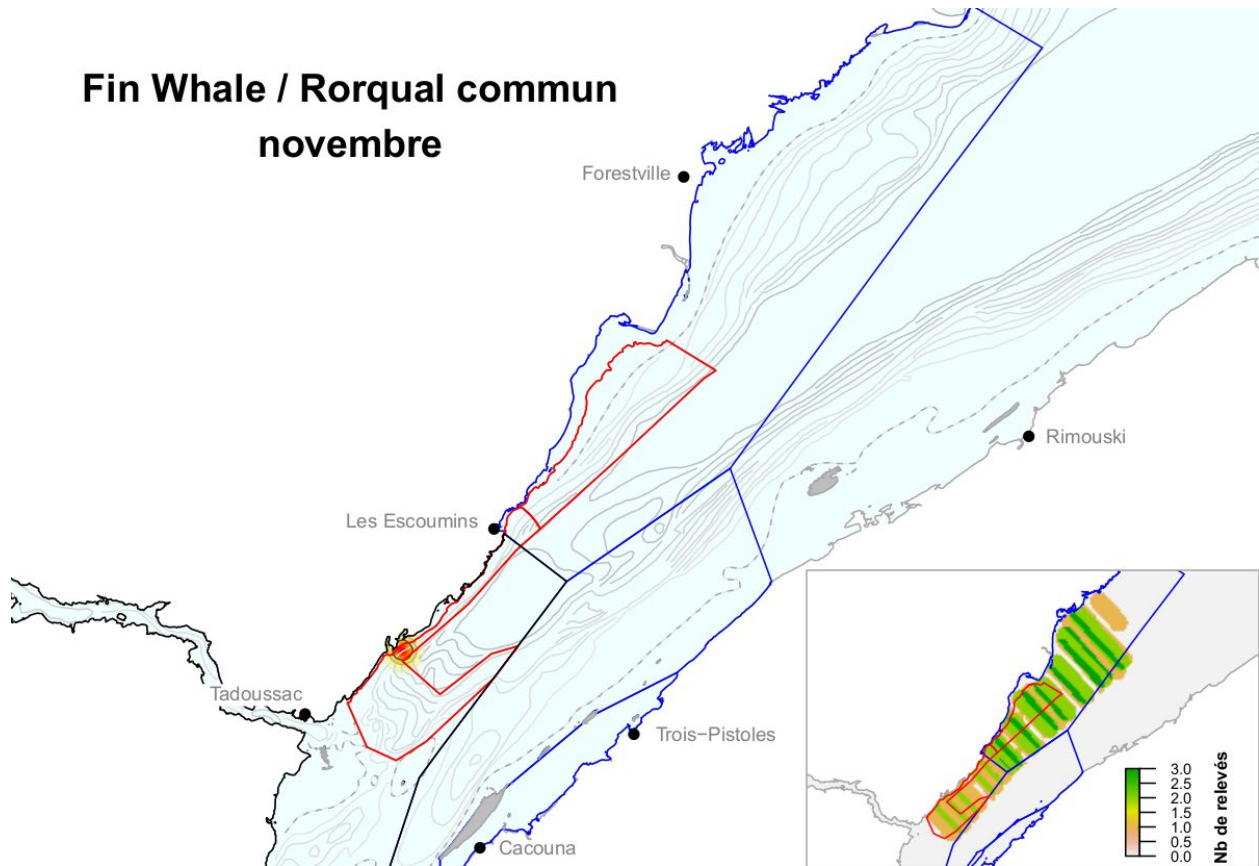 Fin Whale / Rorqual commun
novembre
Forestville
Rimouski
Les Escoumins
Tadoussac
Trois−Pistoles
Cacouna
3.0
2.5
2.0
1.5
1.0
0.5
0.0
Nb de relevés